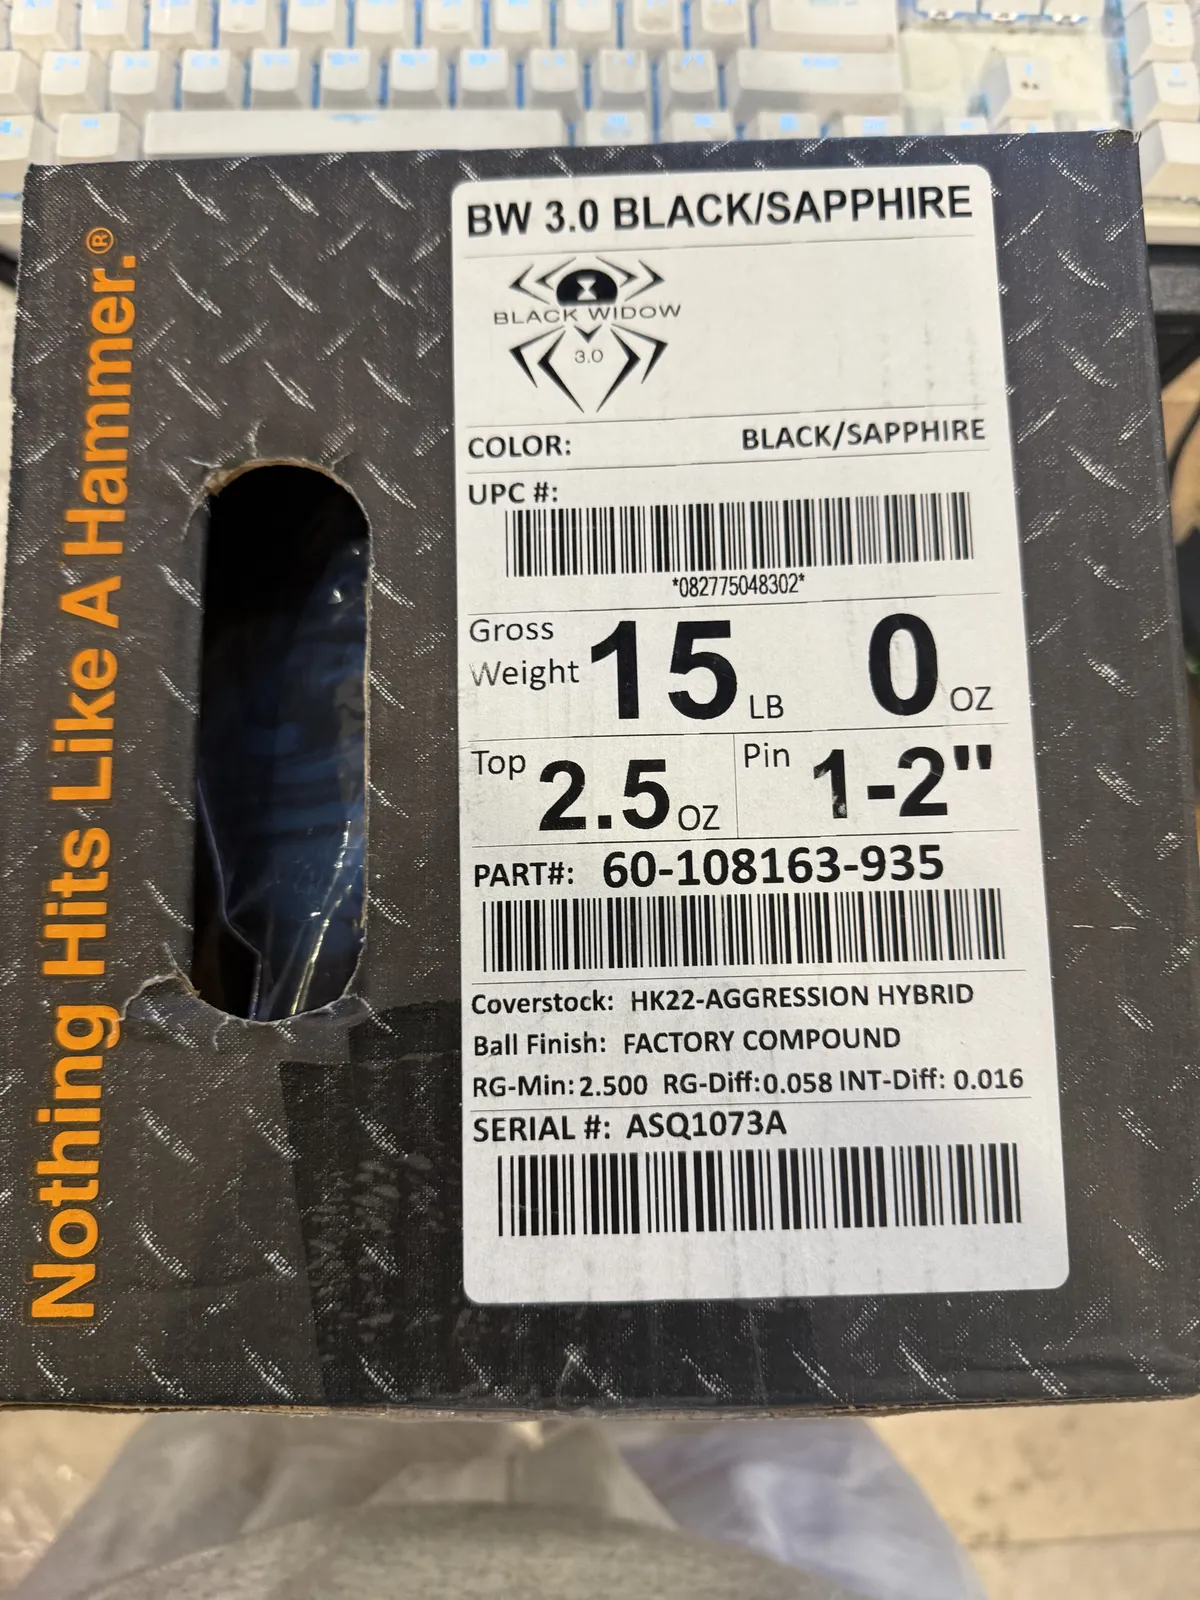 Nothing Hits Like A Hammer.®
BW 3.0 BLACK/SAPPHIRE
BLACK WIDOW
3.0
COLOR: BLACK/SAPPHIRE
UPC #:
*082775048302*
Gross Weight 15 LB 0 OZ
Top 2.5 OZ Pin 1-2"
PART#: 60-108163-935
Coverstock: HK22-AGGRESSION HYBRID
Ball Finish: FACTORY COMPOUND
RG-Min: 2.500 RG-Diff: 0.058 INT-Diff: 0.016
SERIAL #: ASQ1073A